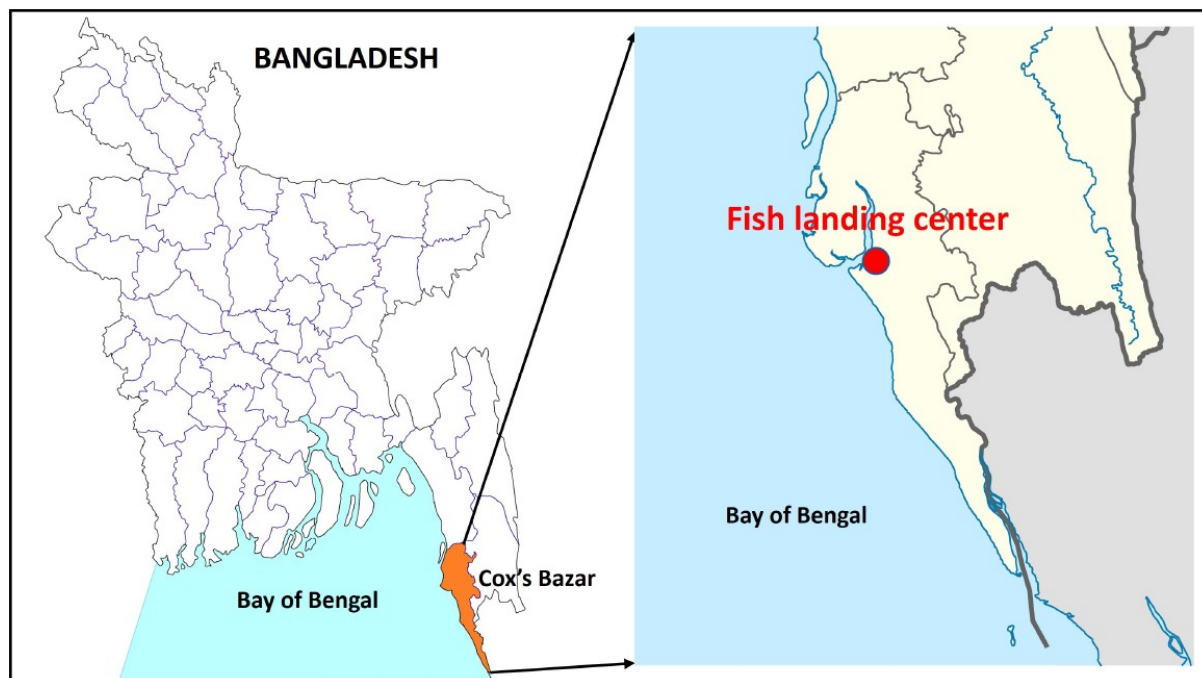 BANGLADESH
Bay of Bengal
Cox's Bazar
Fish landing center
Bay of Bengal